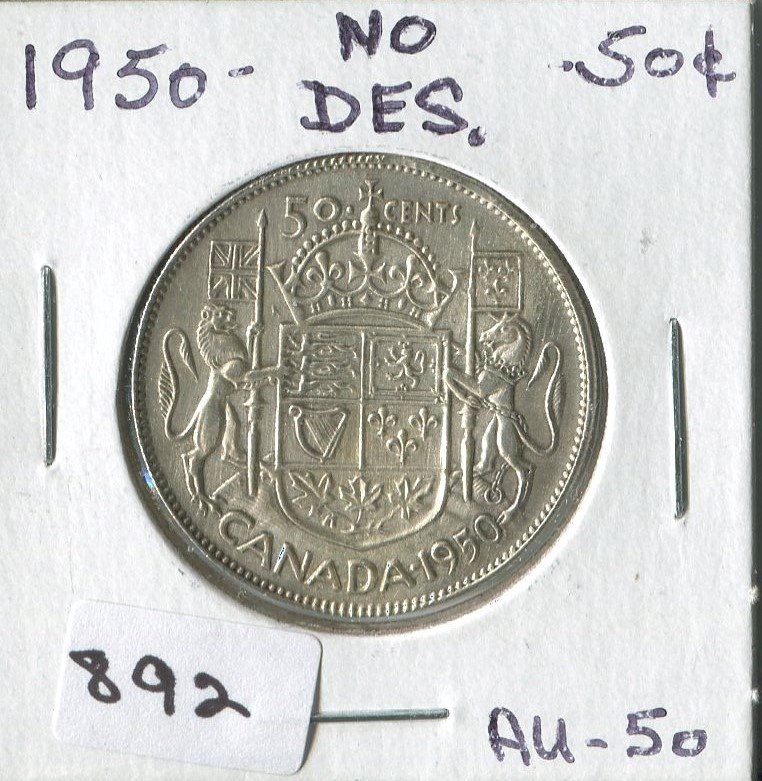 1950- NO DES. .50¢
50 CENTS
CANADA·1950
892
AU-50